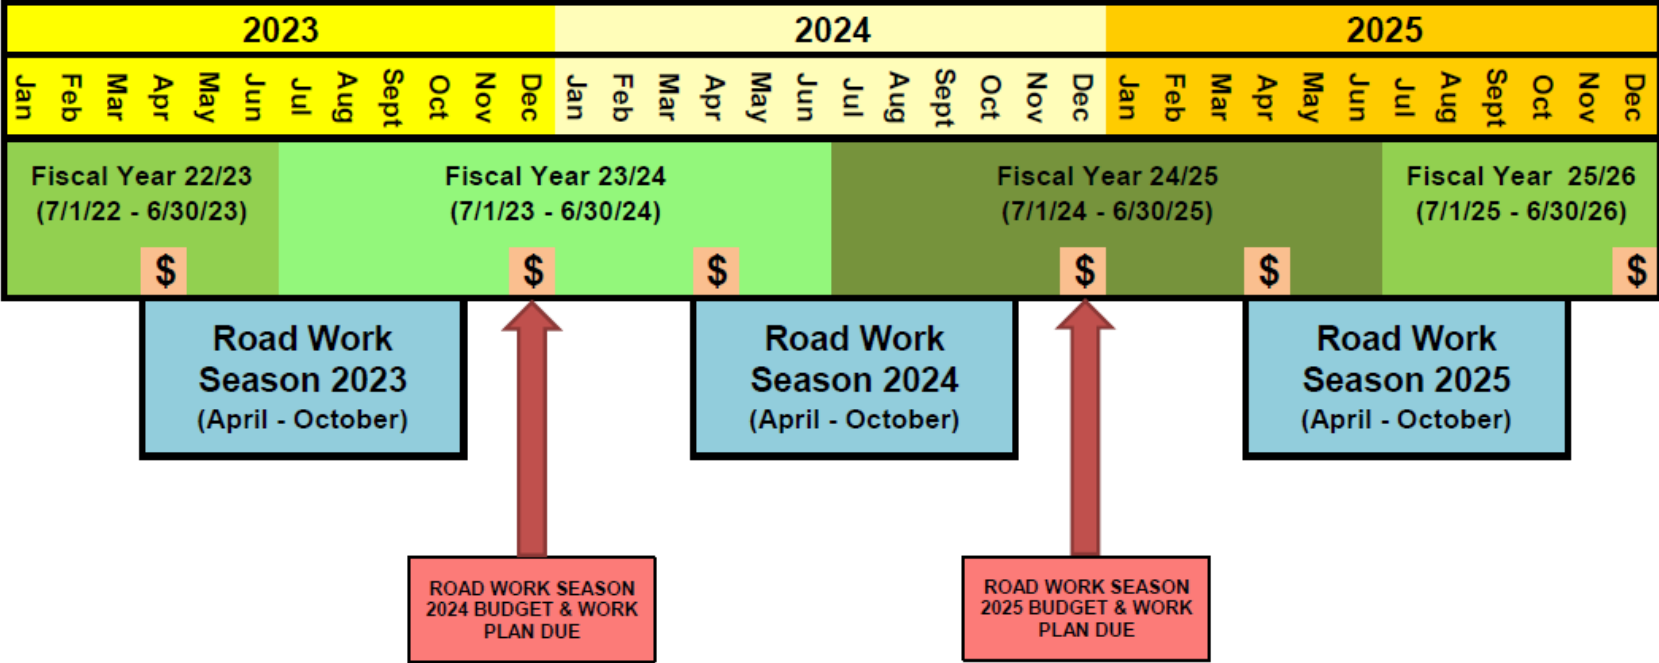 2023 2024 2025
Jan Feb Mar Apr May Jun Jul Aug Sept Oct Nov Dec Jan Feb Mar Apr May Jun Jul Aug Sept Oct Nov Dec Jan Feb Mar Apr May Jun Jul Aug Sept Oct Nov Dec
Fiscal Year 22/23
(7/1/22 - 6/30/23)
Fiscal Year 23/24
(7/1/23 - 6/30/24)
Fiscal Year 24/25
(7/1/24 - 6/30/25)
Fiscal Year 25/26
(7/1/25 - 6/30/26)
$ $ $ $ $ $
Road Work
Season 2023
(April - October)
Road Work
Season 2024
(April - October)
Road Work
Season 2025
(April - October)
ROAD WORK SEASON
2024 BUDGET & WORK
PLAN DUE
ROAD WORK SEASON
2025 BUDGET & WORK
PLAN DUE